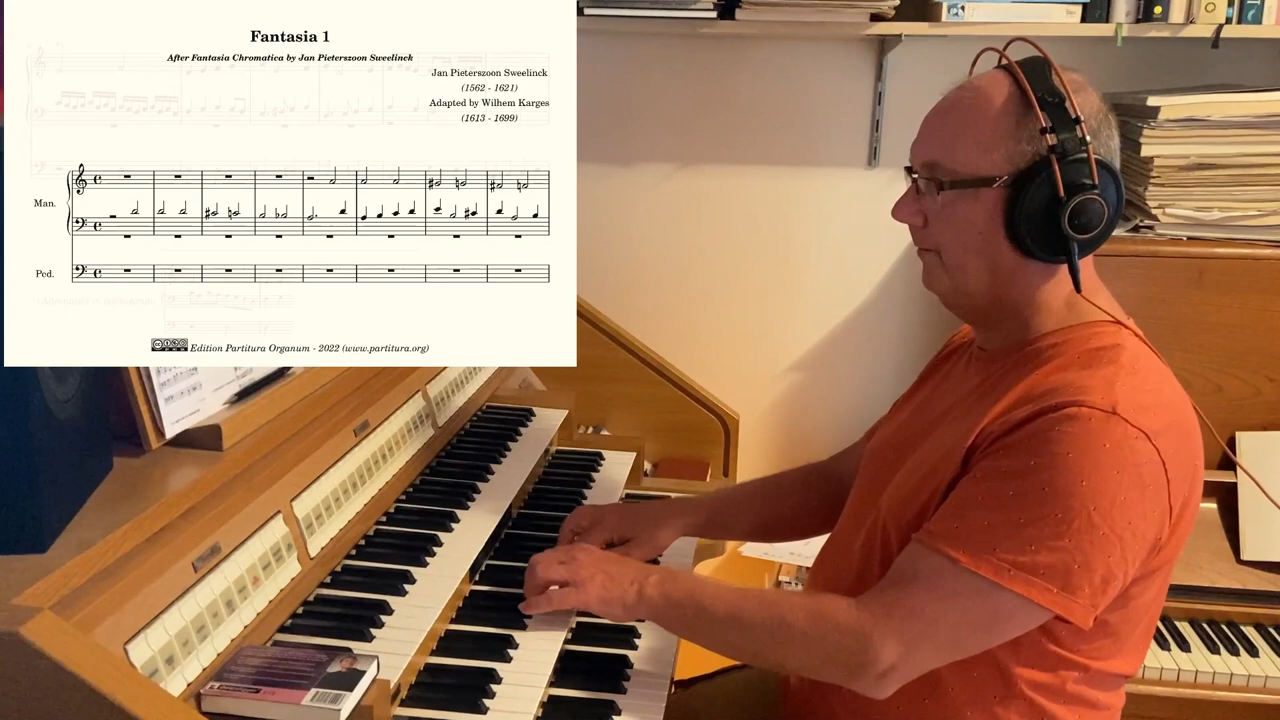 Fantasia 1
After Fantasia Chromatica by Jan Pieterszoon Sweelinck
Jan Pieterszoon Sweelinck
(1562 - 1621)
Adapted by Wilhem Karges
(1613 - 1699)
Man.
Ped.
Edition Partitura Organum - 2022 (www.partitura.org)